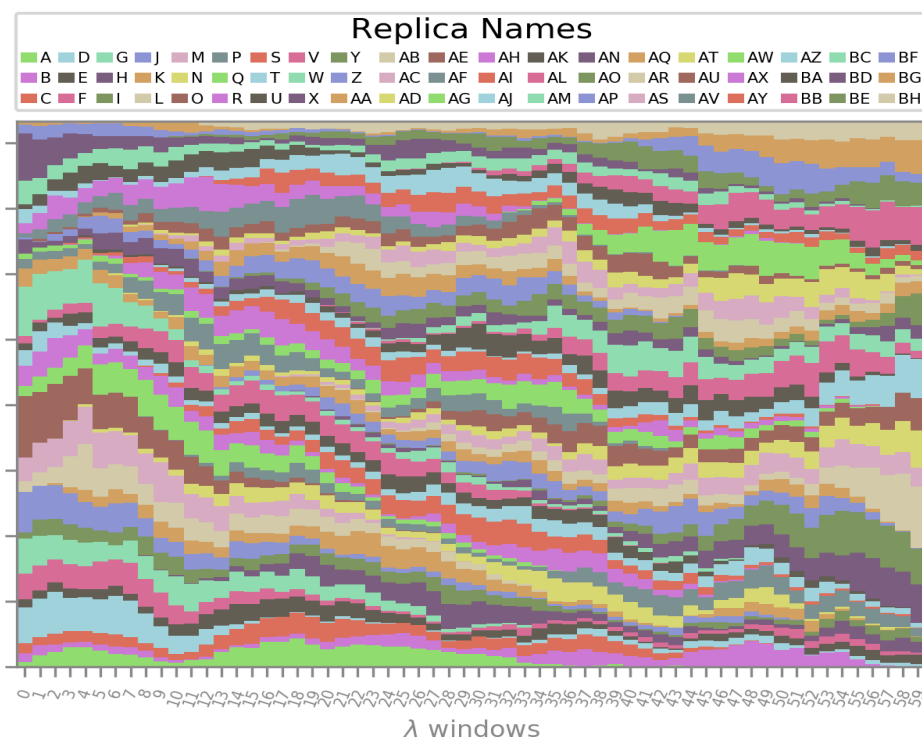 Replica Names
A D G J M P S V Y AB AE AH AK AN AQ AT AW AZ BC BF
B E H K N Q T W Z AC AF AI AL AO AR AU AX BA BD BG
C F I L O R U X AA AD AG AJ AM AP AS AV AY BB BE BH
0 1 2 3 4 5 6 7 8 9 10 11 12 13 14 15 16 17 18 19 20 21 22 23 24 25 26 27 28 29 30 31 32 33 34 35 36 37 38 39 40 41 42 43 44 45 46 47 48 49 50 51 52 53 54 55 56 57 58 59
λ windows